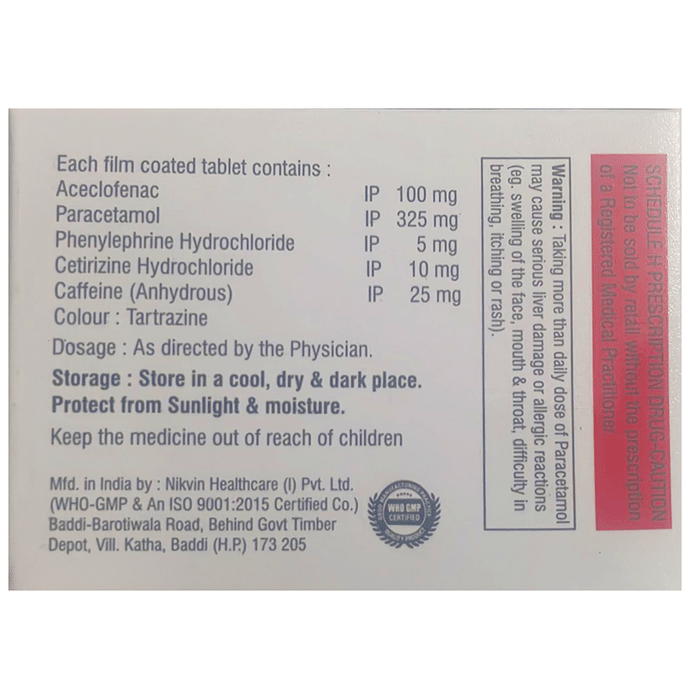 Each film coated tablet contains :
Aceclofenac IP 100 mg
Paracetamol IP 325 mg
Phenylephrine Hydrochloride IP 5 mg
Cetirizine Hydrochloride IP 10 mg
Caffeine (Anhydrous) IP 25 mg
Colour : Tartrazine
Dosage : As directed by the Physician.
Storage : Store in a cool, dry & dark place.
Protect from Sunlight & moisture.
Keep the medicine out of reach of children
Mfd. in India by : Nikvin Healthcare (I) Pvt. Ltd.
(WHO-GMP & An ISO 9001:2015 Certified Co.)
Baddi-Barotiwala Road, Behind Govt Timber
Depot, Vill. Katha, Baddi (H.P.) 173 205
WHO GMP
CERTIFIED
Warning : Taking more than daily dose of Paracetamol
may cause serious liver damage or allergic reactions
(eg. swelling of the face, mouth & throat, difficulty in
breathing, itching or rash).
SCHEDULE H PRESCRIPTION DRUG-CAUTION
Not to be sold by retail without the prescription
of a Registered Medical Practitioner